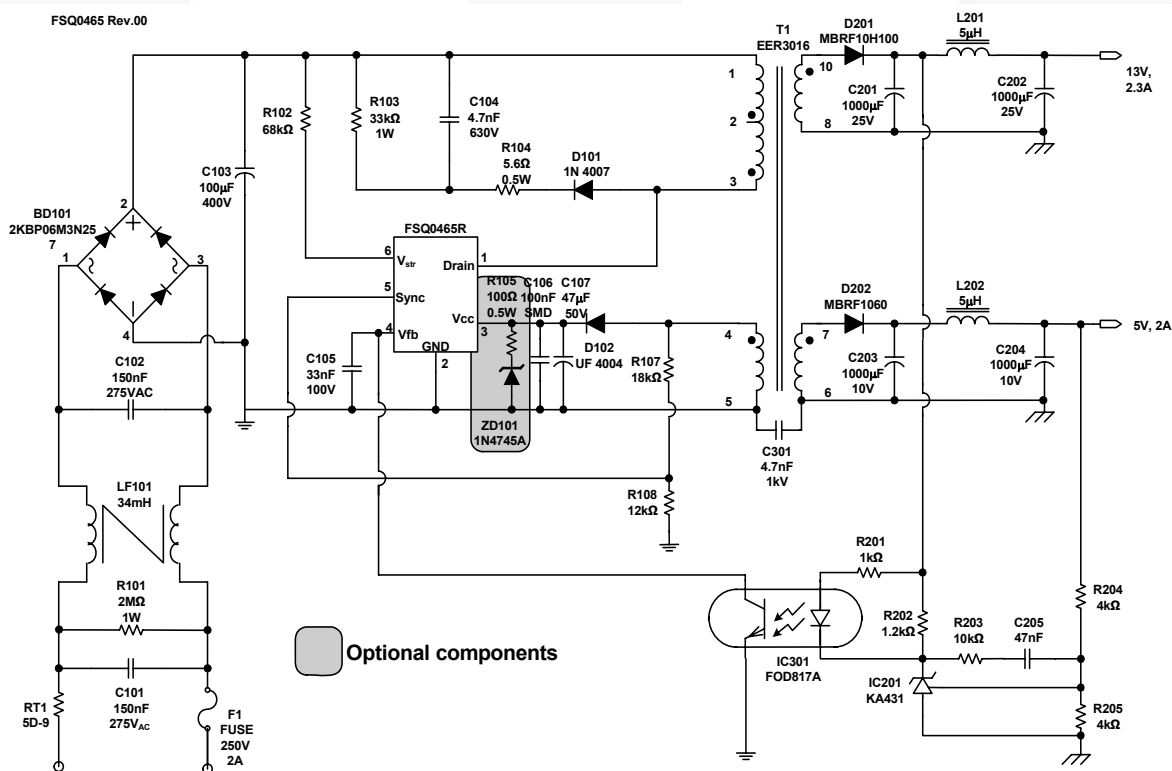 FSQ0465 Rev.00
T1
EER3016
D201
MBRF10H100
L201
5µH
1
2
3
10
8
C201
1000µF
25V
C202
1000µF
25V
13V,
2.3A
R102
68kΩ
R103
33kΩ
1W
C104
4.7nF
630V
R104
5.6Ω
0.5W
D101
1N 4007
C103
100µF
400V
BD101
2KBP06M3N25
7
2
1
3
4
FSQ0465R
6
Vstr
Drain
1
5
Sync
Vcc
3
4
Vfb
GND
2
R105
100Ω
0.5W
C106
100nF
SMD
C107
47µF
50V
D102
UF 4004
ZD101
1N4745A
C105
33nF
100V
R107
18kΩ
4
5
7
6
D202
MBRF1060
L202
5µH
C203
1000µF
10V
C204
1000µF
10V
5V, 2A
C102
150nF
275VAC
C301
4.7nF
1kV
R108
12kΩ
LF101
34mH
R101
2MΩ
1W
C101
150nF
275VAC
RT1
5D-9
F1
FUSE
250V
2A
Optional components
R201
1kΩ
R202
1.2kΩ
R203
10kΩ
C205
47nF
R204
4kΩ
IC301
FOD817A
IC201
KA431
R205
4kΩ